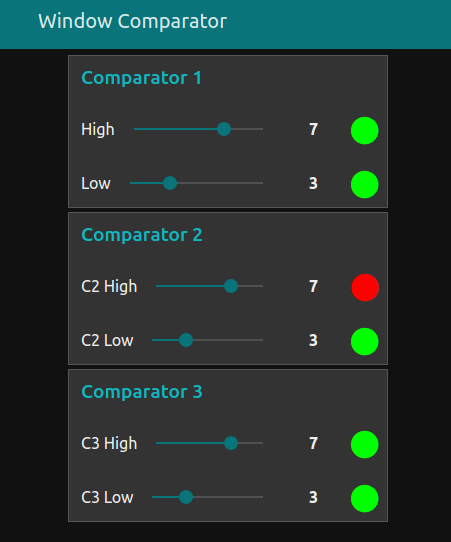 Window Comparator
Comparator 1
High 7
Low 3
Comparator 2
C2 High 7
C2 Low 3
Comparator 3
C3 High 7
C3 Low 3